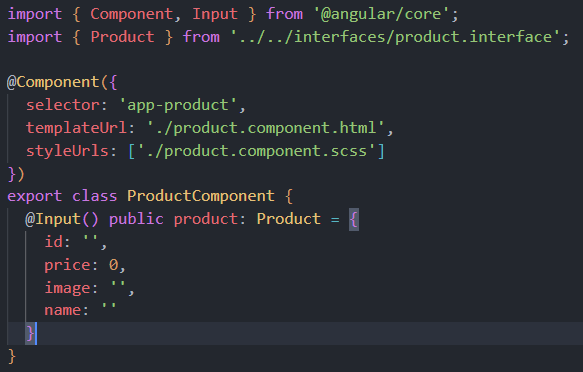 import { Component, Input } from '@angular/core';
import { Product } from '../../interfaces/product.interface';
@Component({
selector: 'app-product',
templateUrl: './product.component.html',
styleUrls: ['./product.component.scss']
})
export class ProductComponent {
@Input() public product: Product = {
id: '',
price: 0,
image: '',
name: ''
}
}